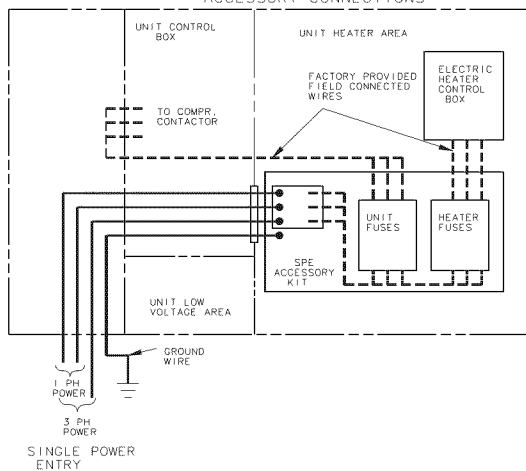 ACCESSORY CONNECTIONS
UNIT CONTROL
BOX
UNIT HEATER AREA
ELECTRIC
HEATER
CONTROL
BOX
FACTORY PROVIDED
FIELD CONNECTED
WIRES
TO COMPR.
CONTACTOR
UNIT
FUSES
HEATER
FUSES
SPE
ACCESSORY
KIT
UNIT LOW
VOLTAGE AREA
GROUND
WIRE
1 PH
POWER
3 PH
POWER
SINGLE POWER
ENTRY